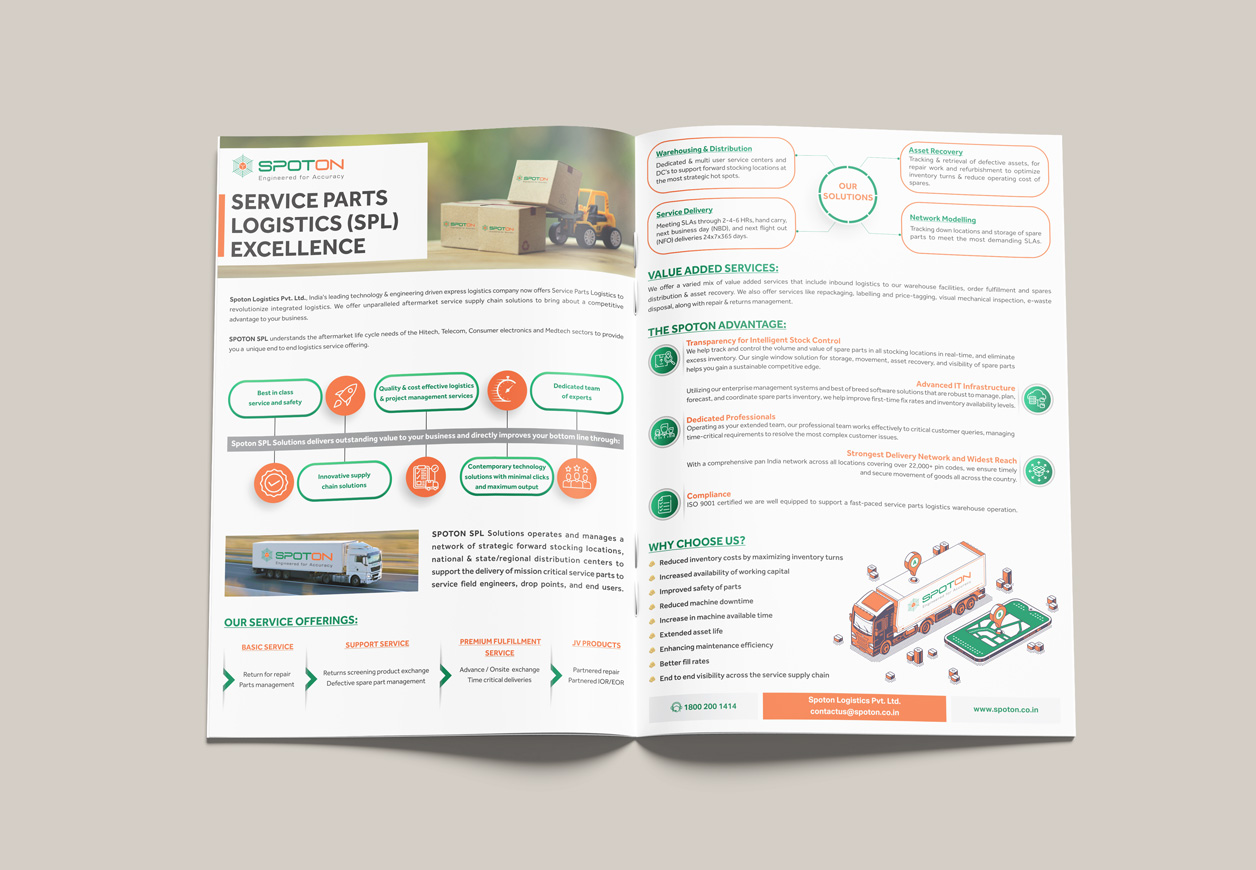 SPOTON
Engineered for Accuracy
SERVICE PARTS
LOGISTICS (SPL)
EXCELLENCE
SPOTON
SPOTON
SPOTON
Spoton Logistics Pvt. Ltd., India's leading technology & engineering driven express logistics company now offers Service Parts Logistics to
revolutionize integrated logistics. We offer unparalleled aftermarket service supply chain solutions to bring about a competitive
advantage to your business.
SPOTON SPL understands the aftermarket life cycle needs of the Hitech, Telecom, Consumer electronics and Medtech sectors to provide
you a unique end to end logistics service offering.
Best in class
service and safety
Quality & cost effective logistics
& project management services
Dedicated team
of experts
Spoton SPL Solutions delivers outstanding value to your business and directly improves your bottom line through:
Innovative supply
chain solutions
Contemporary technology
solutions with minimal clicks
and maximum output
SPOTON
Engineered for Accuracy
SPOTON SPL Solutions operates and manages a
network of strategic forward stocking locations,
national & state/regional distribution centers to
support the delivery of mission critical service parts to
service field engineers, drop points, and end users.
OUR SERVICE OFFERINGS:
BASIC SERVICE
Return for repair
Parts management
SUPPORT SERVICE
Returns screening product exchange
Defective spare part management
PREMIUM FULFILLMENT
SERVICE
Advance / Onsite exchange
Time critical deliveries
JV PRODUCTS
Partnered repair
Partnered IOR/EOR
Warehousing & Distribution
Dedicated & multi user service centers and
DC's to support forward stocking locations at
the most strategic hot spots.
Service Delivery
Meeting SLAs through 2-4-6 HRs, hand carry,
next business day (NBD), and next flight out
(NFO) deliveries 24x7x365 days.
OUR
SOLUTIONS
Asset Recovery
Tracking & retrieval of defective assets, for
repair work and refurbishment to optimize
inventory turns & reduce operating cost of
spares.
Network Modelling
Tracking down locations and storage of spare
parts to meet the most demanding SLAs.
VALUE ADDED SERVICES:
We offer a varied mix of value added services that include inbound logistics to our warehouse facilities, order fulfillment and spares
distribution & asset recovery. We also offer services like repackaging, labelling and price-tagging, visual mechanical inspection, e-waste
disposal, along with repair & returns management.
THE SPOTON ADVANTAGE:
Transparency for Intelligent Stock Control
We help track and control the volume and value of spare parts in all stocking locations in real-time, and eliminate
excess inventory. Our single window solution for storage, movement, asset recovery, and visibility of spare parts
helps you gain a sustainable competitive edge.
Advanced IT Infrastructure
Utilizing our enterprise management systems and best of breed software solutions that are robust to manage, plan,
forecast, and coordinate spare parts inventory, we help improve first-time fix rates and inventory availability levels.
Dedicated Professionals
Operating as your extended team, our professional team works effectively to critical customer queries, managing
time-critical requirements to resolve the most complex customer issues.
Strongest Delivery Network and Widest Reach
With a comprehensive pan India network across all locations covering over 22,000+ pin codes, we ensure timely
and secure movement of goods all across the country.
Compliance
ISO 9001 certified we are well equipped to support a fast-paced service parts logistics warehouse operation.
WHY CHOOSE US?
Reduced inventory costs by maximizing inventory turns
Increased availability of working capital
Improved safety of parts
Reduced machine downtime
Increase in machine available time
Extended asset life
Enhancing maintenance efficiency
Better fill rates
End to end visibility across the service supply chain
SPOTON
Engineered for Accuracy
1800 200 1414
Spoton Logistics Pvt. Ltd.
contactus@spoton.co.in
www.spoton.co.in